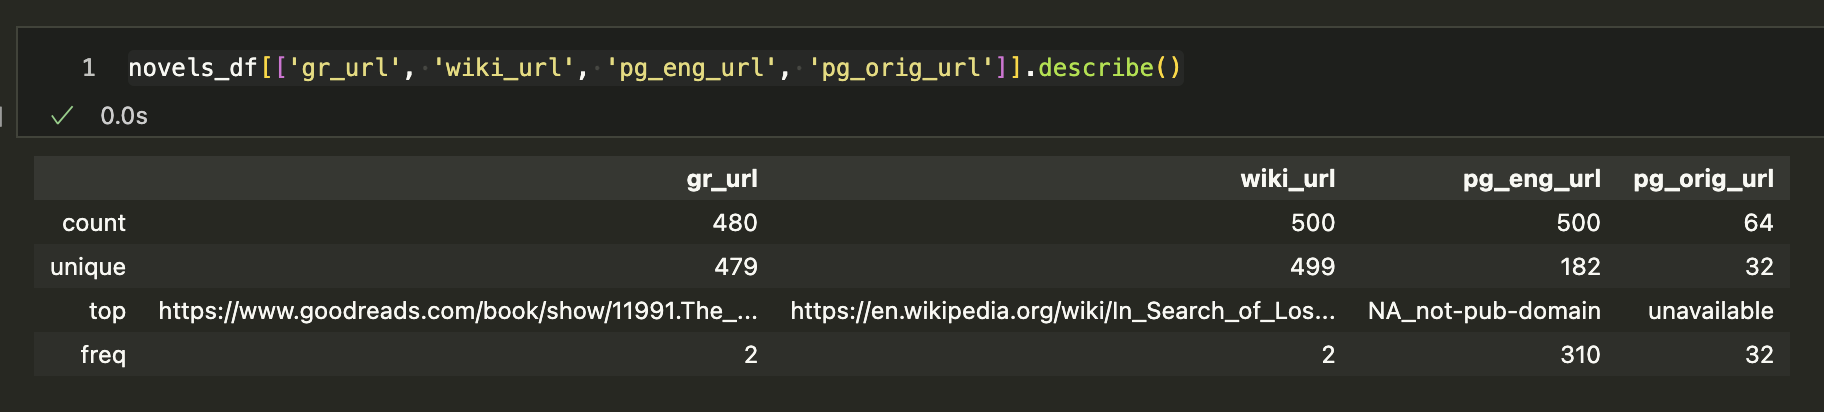 1 novels_df[['gr_url', 'wiki_url', 'pg_eng_url', 'pg_orig_url']].describe()
0.0s
gr_url wiki_url pg_eng_url pg_orig_url
count 480 500 500 64
unique 479 499 182 32
top https://www.goodreads.com/book/show/11991.The_... https://en.wikipedia.org/wiki/In_Search_of_Los... NA_not-pub-domain unavailable
freq 2 2 310 32